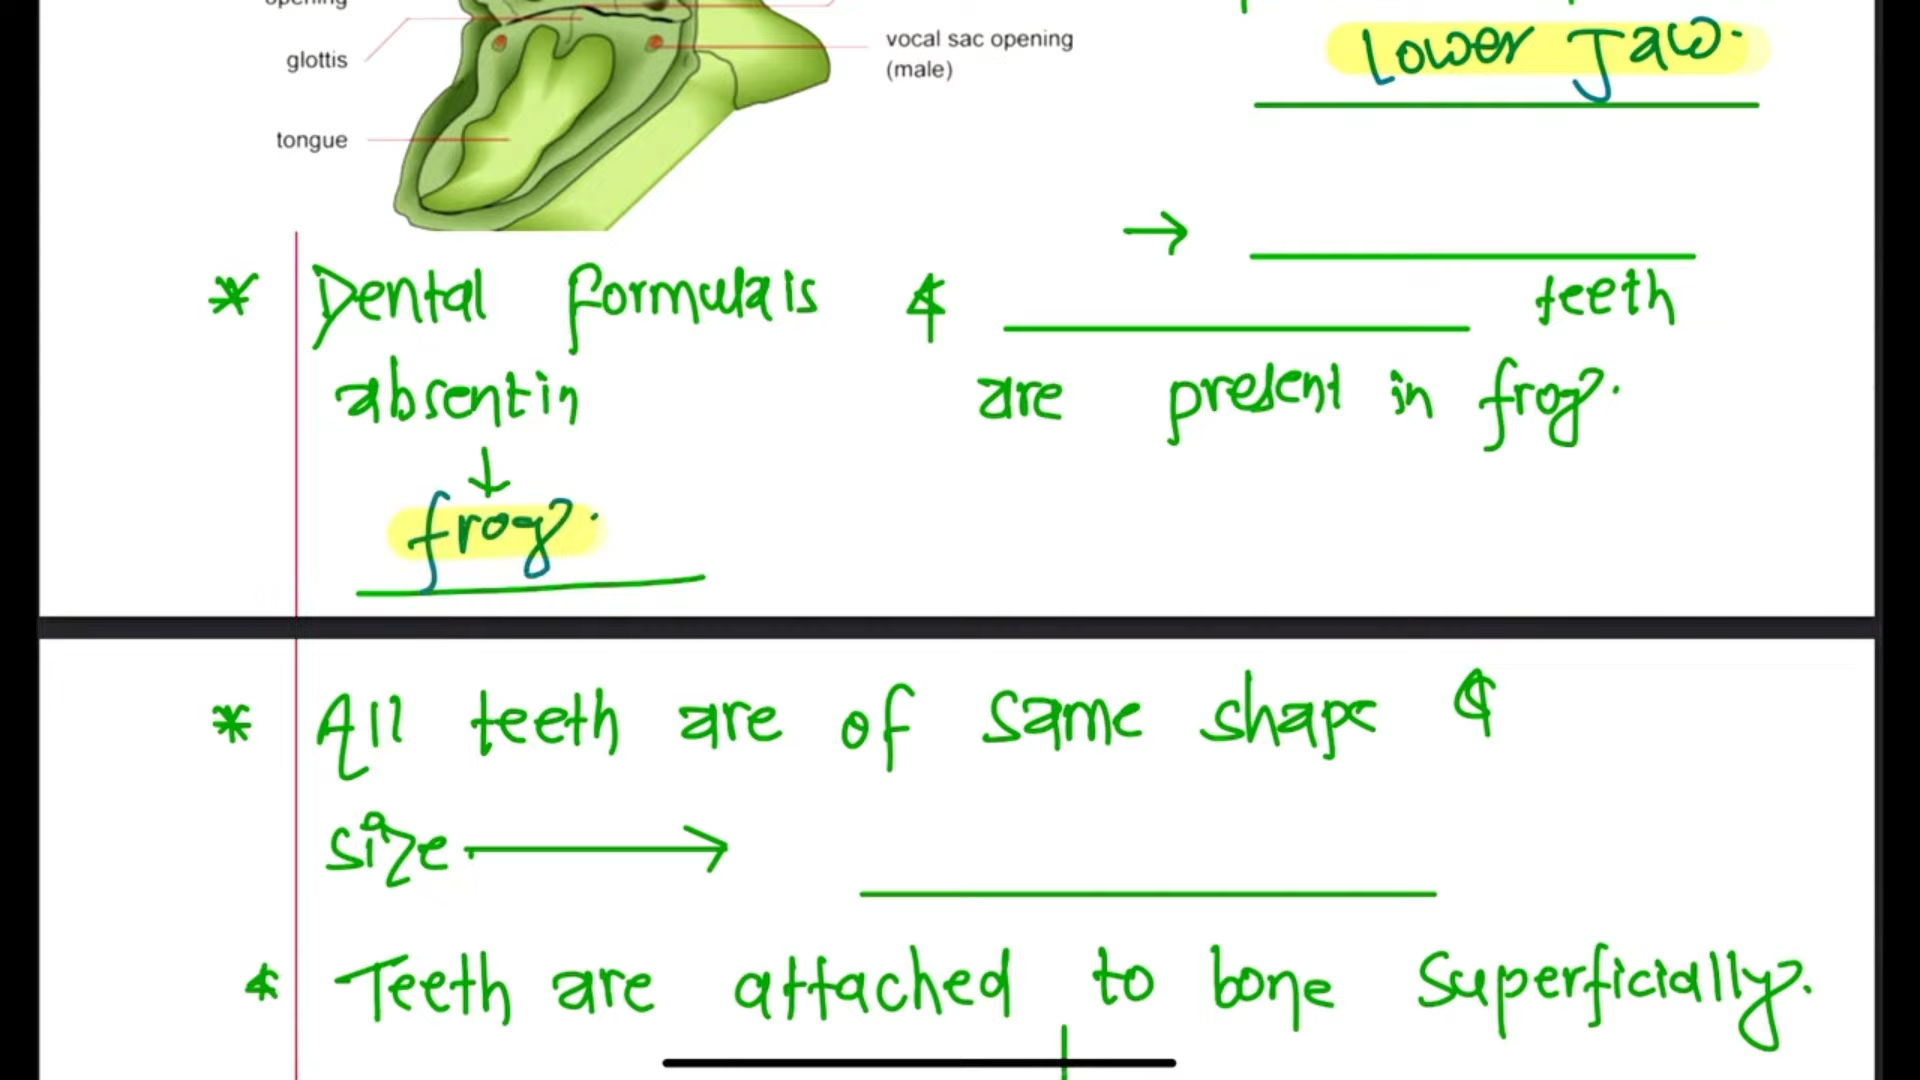 opening
glottis
vocal sac opening
(male)
tongue
Lower Jaw.
→
* Dental formula is
absent in
↓
frog.
* teeth
are present in frog.
* All teeth are of same shape &
size. →
* Teeth are attached to bone superficially.